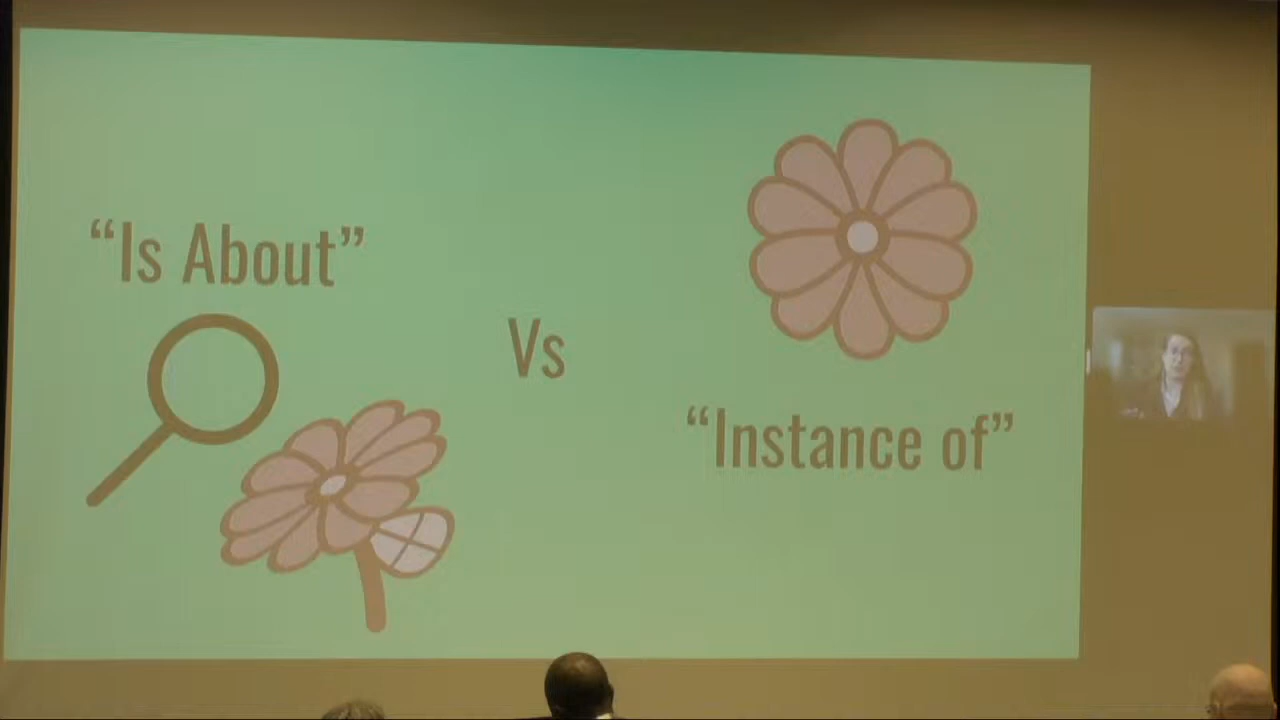 “Is About”
Vs
“Instance of”